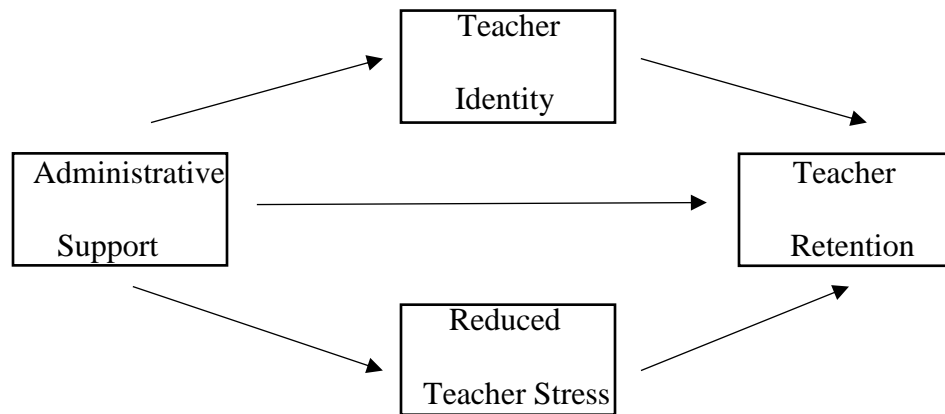 Teacher
Identity
Administrative
Support
Teacher
Retention
Reduced
Teacher Stress